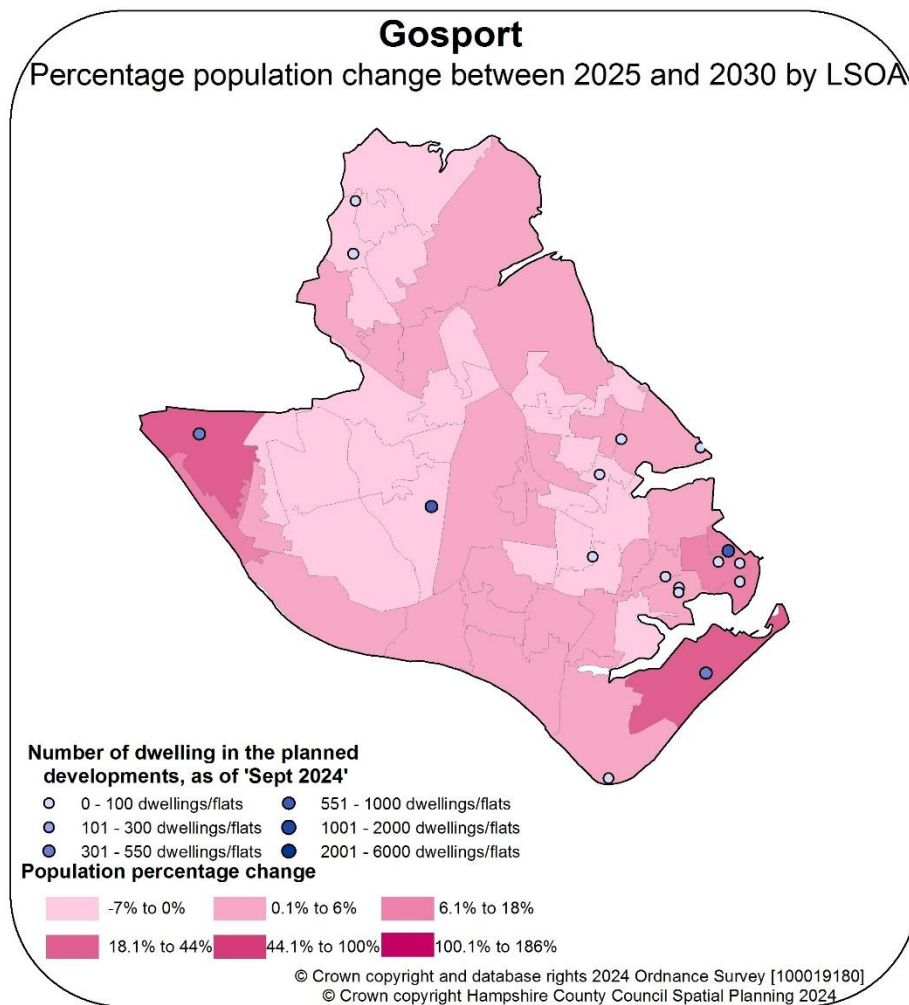 Gosport
Percentage population change between 2025 and 2030 by LSOA
Number of dwelling in the planned
developments, as of 'Sept 2024'
0 - 100 dwellings/flats
551 - 1000 dwellings/flats
101 - 300 dwellings/flats
1001 - 2000 dwellings/flats
301 - 550 dwellings/flats
2001 - 6000 dwellings/flats
Population percentage change
-7% to 0%
0.1% to 6%
6.1% to 18%
18.1% to 44%
44.1% to 100%
100.1% to 186%
© Crown copyright and database rights 2024 Ordnance Survey [100019180]
© Crown copyright Hampshire County Council Spatial Planning 2024